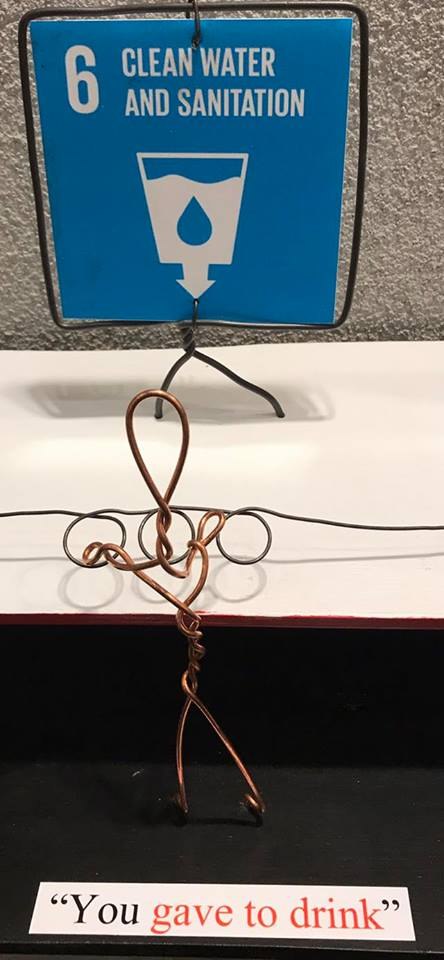 6 CLEAN WATER
AND SANITATION
“You gave to drink”